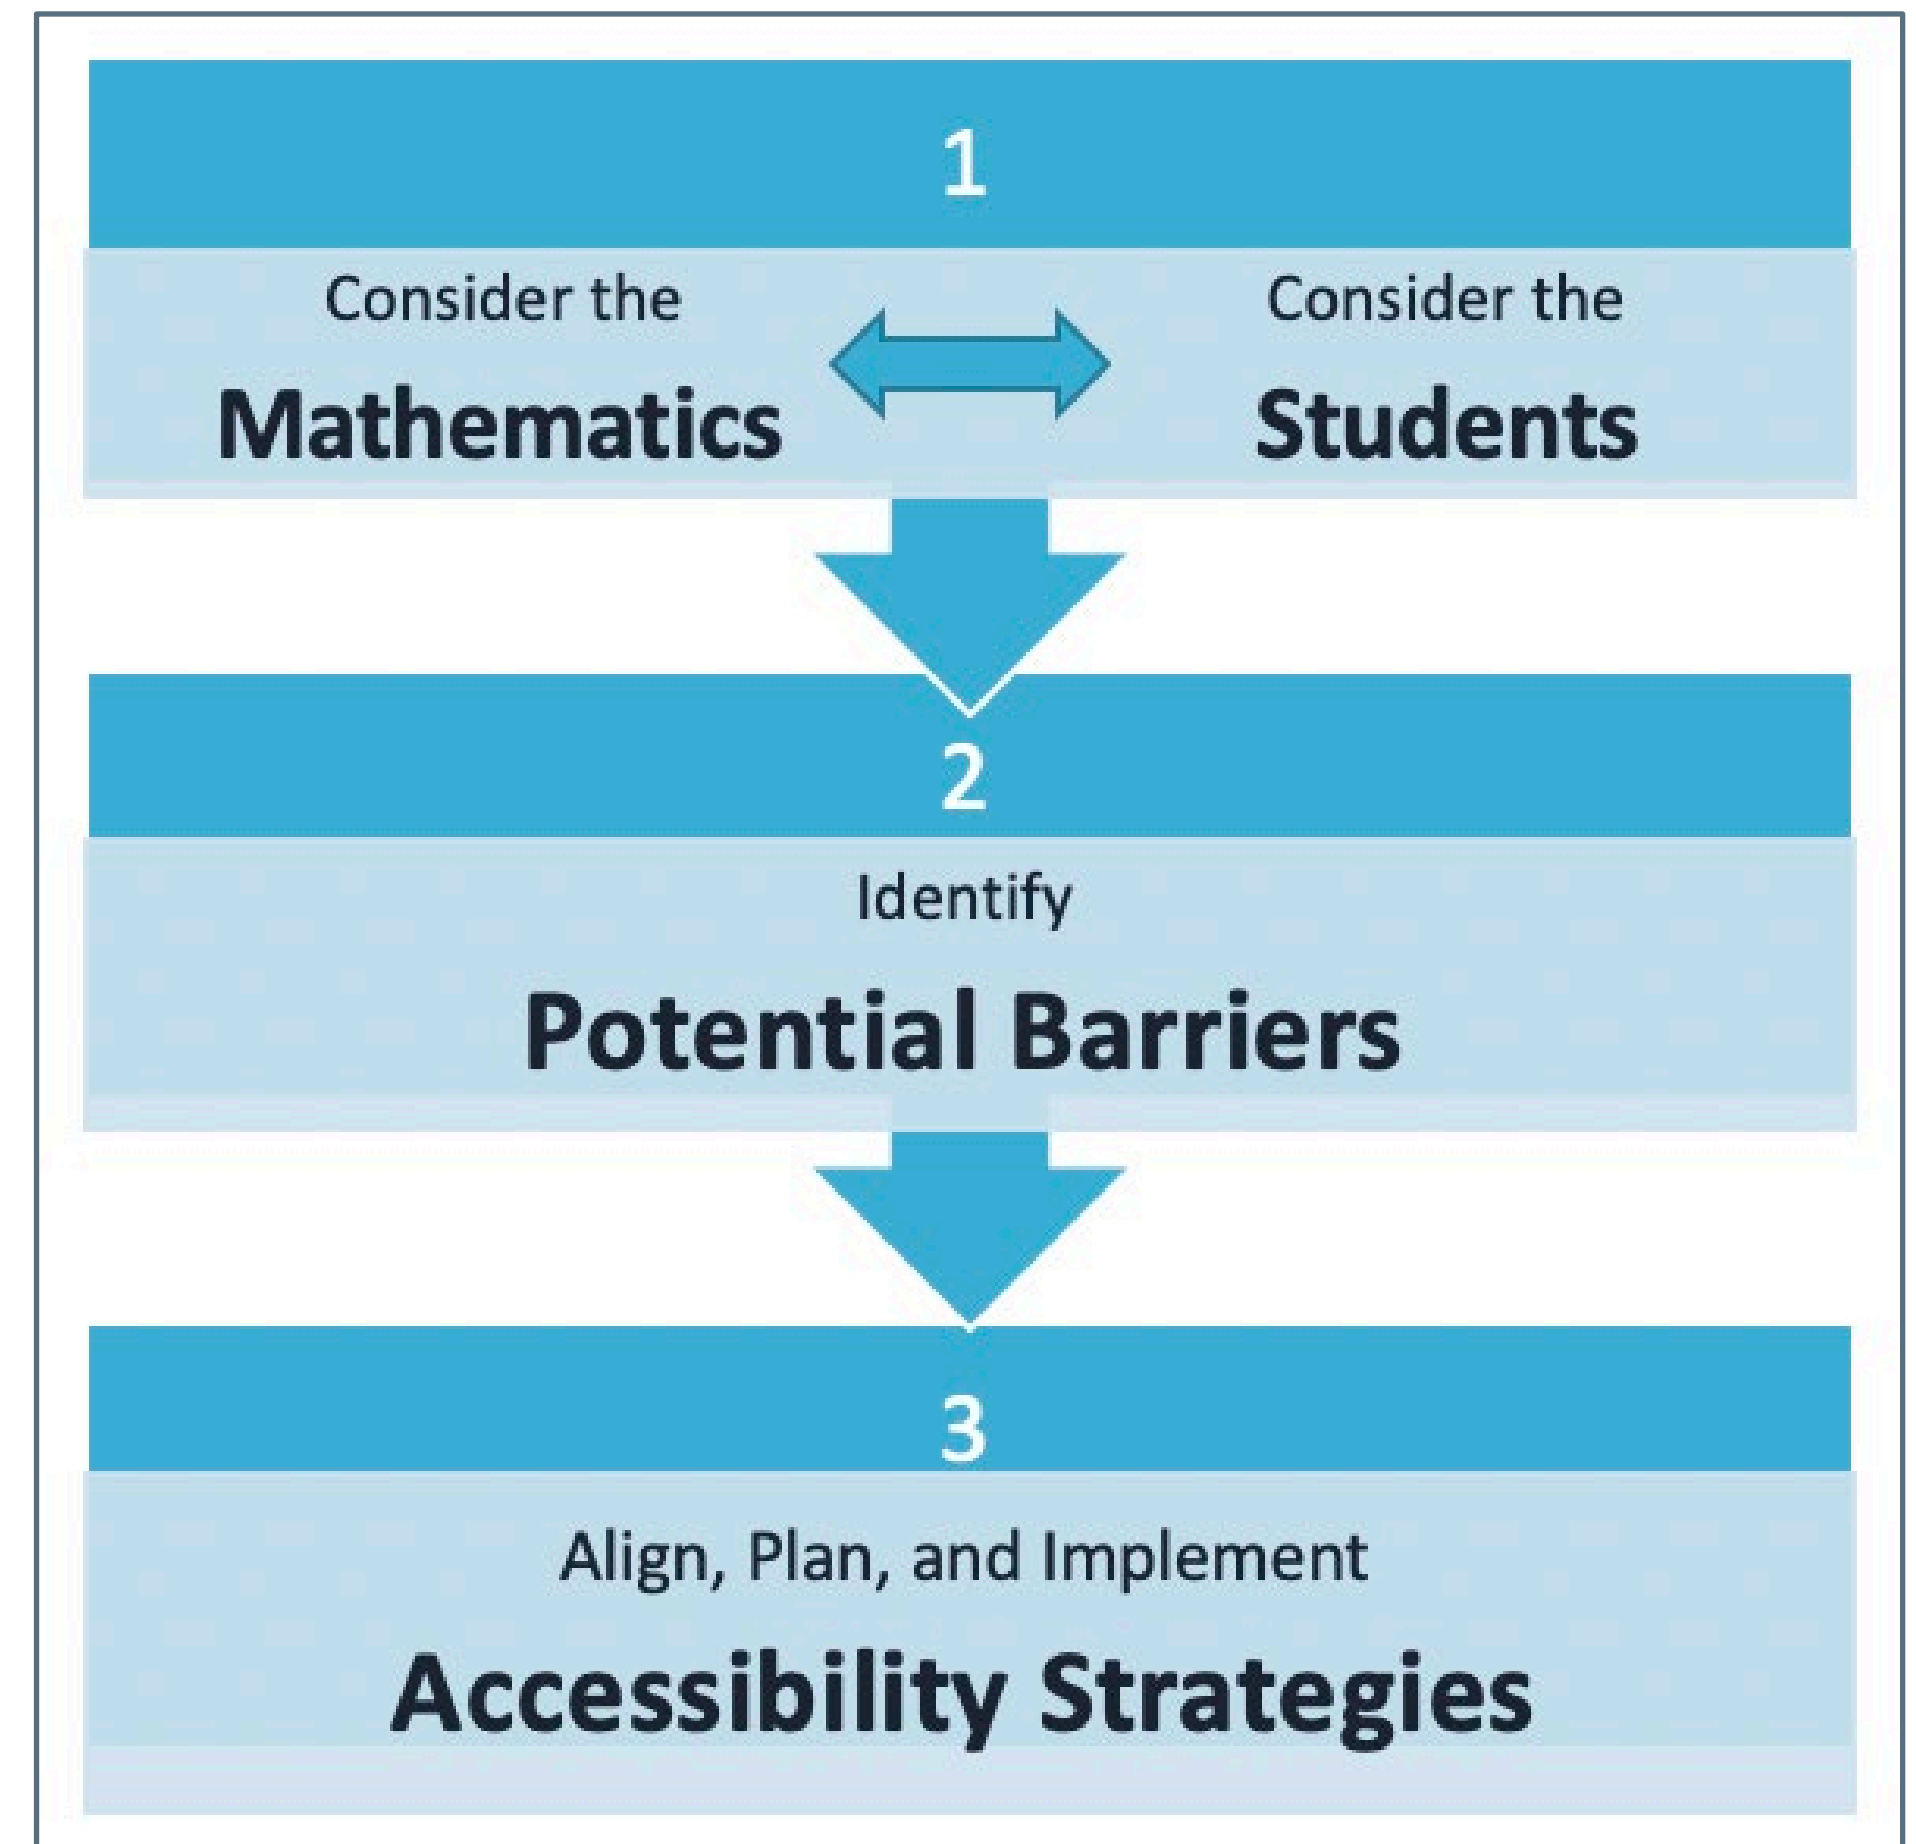 1
Consider the
Mathematics
Consider the
Students
2
Identify
Potential Barriers
3
Align, Plan, and Implement
Accessibility Strategies